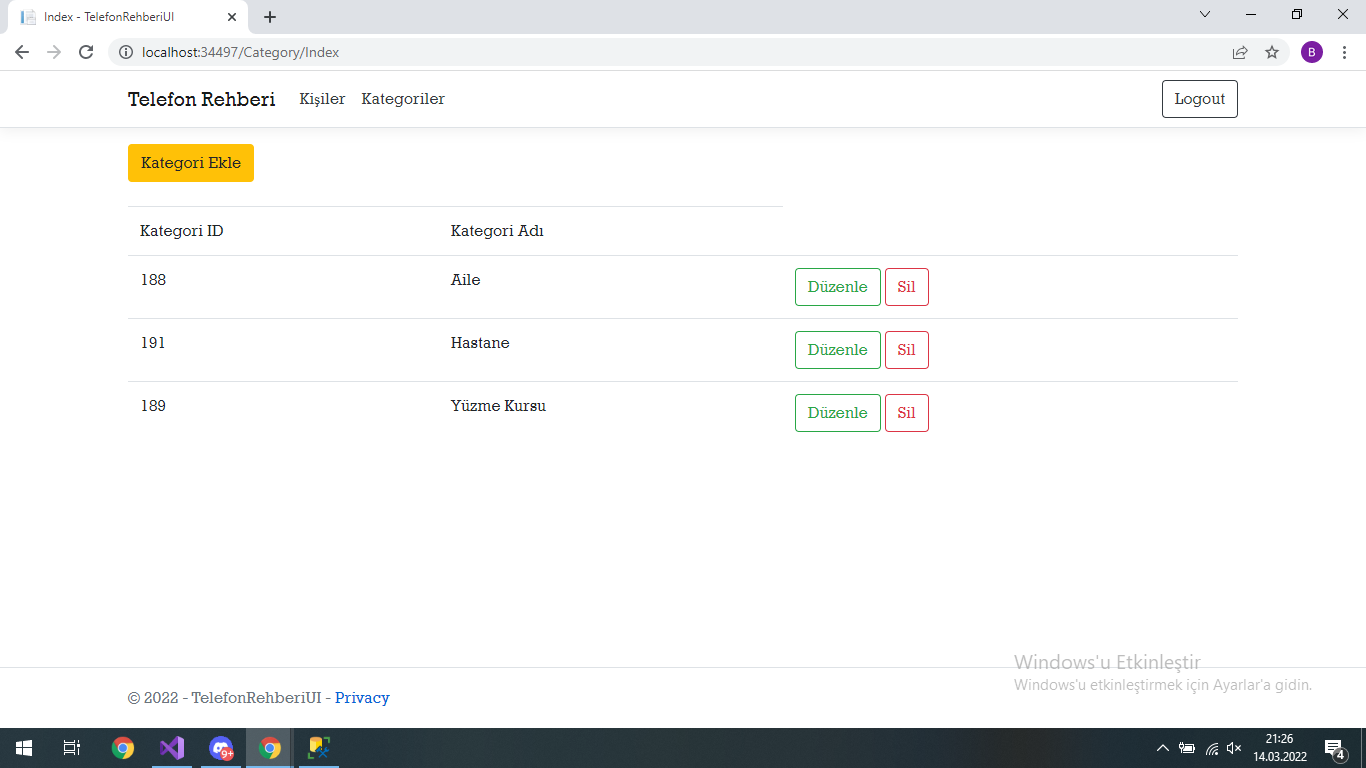 Index - TelefonRehberiUI
localhost:34497/Category/Index
B
Telefon Rehberi Kişiler Kategoriler Logout
Kategori Ekle
Kategori ID Kategori Adı
188 Aile Düzenle Sil
191 Hastane Düzenle Sil
189 Yüzme Kursu Düzenle Sil
Windows'u Etkinleştir
Windows'u etkinleştirmek için Ayarlar'a gidin.
© 2022 - TelefonRehberiUI - Privacy
9+
21:26
14.03.2022
4